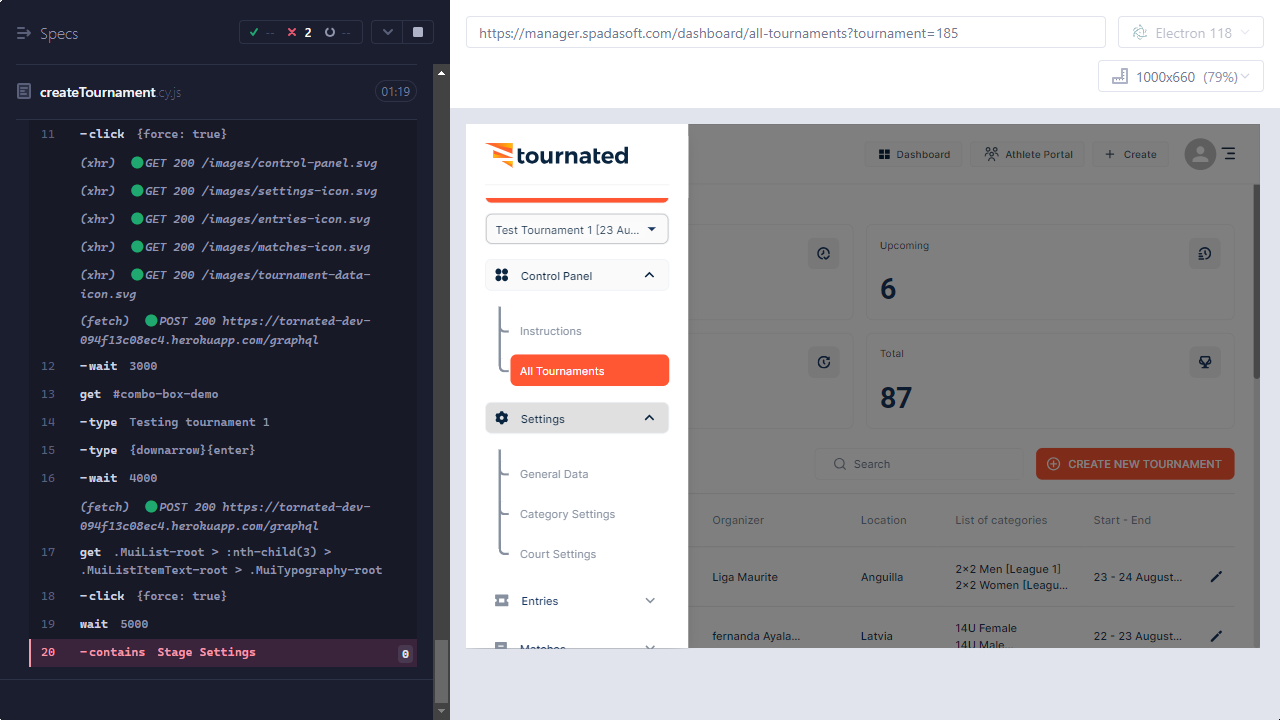 Specs
-- 2 --
createTournament.cy.js
01:19
11 -click {force: true}
(xhr) GET 200 /images/control-panel.svg
(xhr) GET 200 /images/settings-icon.svg
(xhr) GET 200 /images/entries-icon.svg
(xhr) GET 200 /images/matches-icon.svg
(xhr) GET 200 /images/tournament-data-
icon.svg
(fetch) POST 200 https://tornated-dev-
094f13c08ec4.herokuapp.com/graphql
12 -wait 3000
13 get #combo-box-demo
14 -type Testing tournament 1
15 -type {downarrow}{enter}
16 -wait 4000
(fetch) POST 200 https://tornated-dev-
094f13c08ec4.herokuapp.com/graphql
17 get .MuiList-root > :nth-child(3) >
.MuiListItemText-root > .MuiTypography-root
18 -click {force: true}
19 wait 5000
20 -contains Stage Settings 0
https://manager.spadasoft.com/dashboard/all-tournaments?tournament=185
Electron 118
1000x660 (79%)
tournated
Test Tournament 1 [23 Au...
Control Panel
Instructions
All Tournaments
Settings
General Data
Category Settings
Court Settings
Entries
Matches
Dashboard
Athlete Portal
+ Create
Upcoming
6
Total
87
Search
CREATE NEW TOURNAMENT
Organizer Location List of categories Start - End
Liga Maurite Anguilla 2×2 Men [League 1] 23 - 24 August...
2×2 Women [Leagu...
fernanda Ayala... Latvia 14U Female 22 - 23 August...
14U Male...